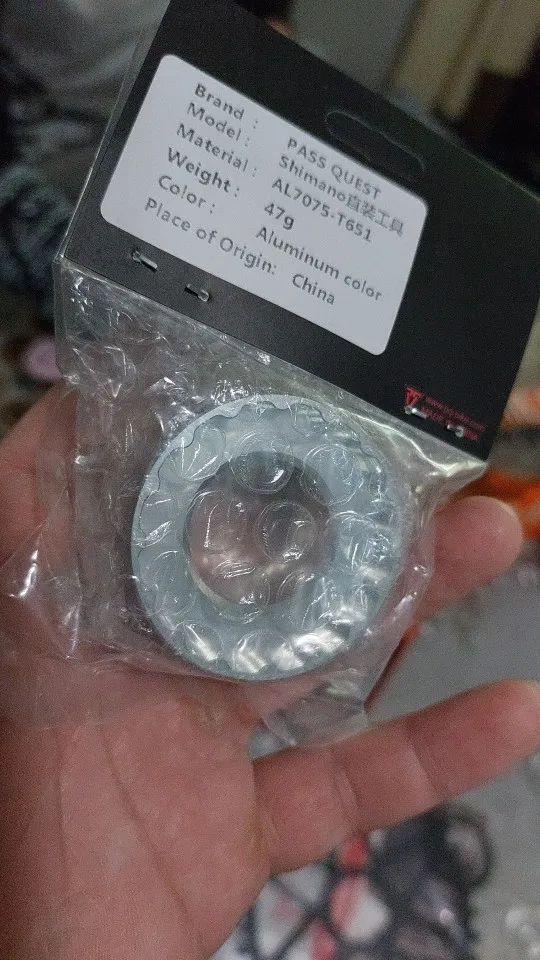 Brand : PASS QUEST
Model : Shimano直装工具
Material : AL7075-T651
Weight : 47g
Color : Aluminum color
Place of Origin: China